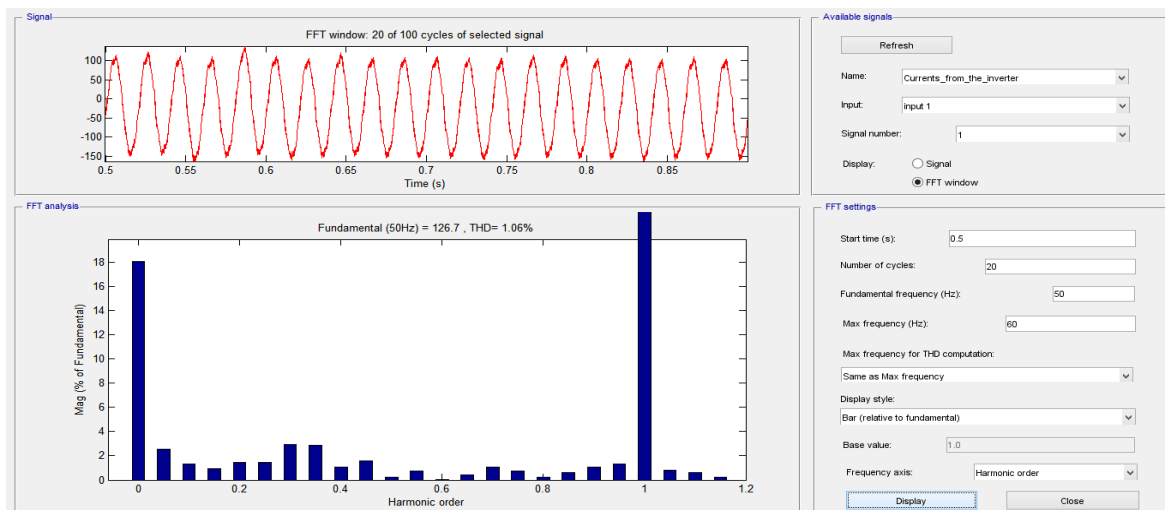 Signal
FFT window: 20 of 100 cycles of selected signal
100
50
0
-50
-100
-150
0.5
0.55
0.6
0.65
0.7
0.75
0.8
0.85
Time (s)
FFT analysis
Fundamental (50Hz) = 126.7 , THD= 1.06%
18
16
14
12
10
8
6
4
2
0
Mag (% of Fundamental)
0
0.2
0.4
0.6
0.8
1
1.2
Harmonic order
Available signals
Refresh
Name: Currents_from_the_inverter
Input: input 1
Signal number: 1
Display: Signal
FFT window
FFT settings
Start time (s): 0.5
Number of cycles: 20
Fundamental frequency (Hz): 50
Max frequency (Hz): 60
Max frequency for THD computation:
Same as Max frequency
Display style:
Bar (relative to fundamental)
Base value: 1.0
Frequency axis: Harmonic order
Display Close